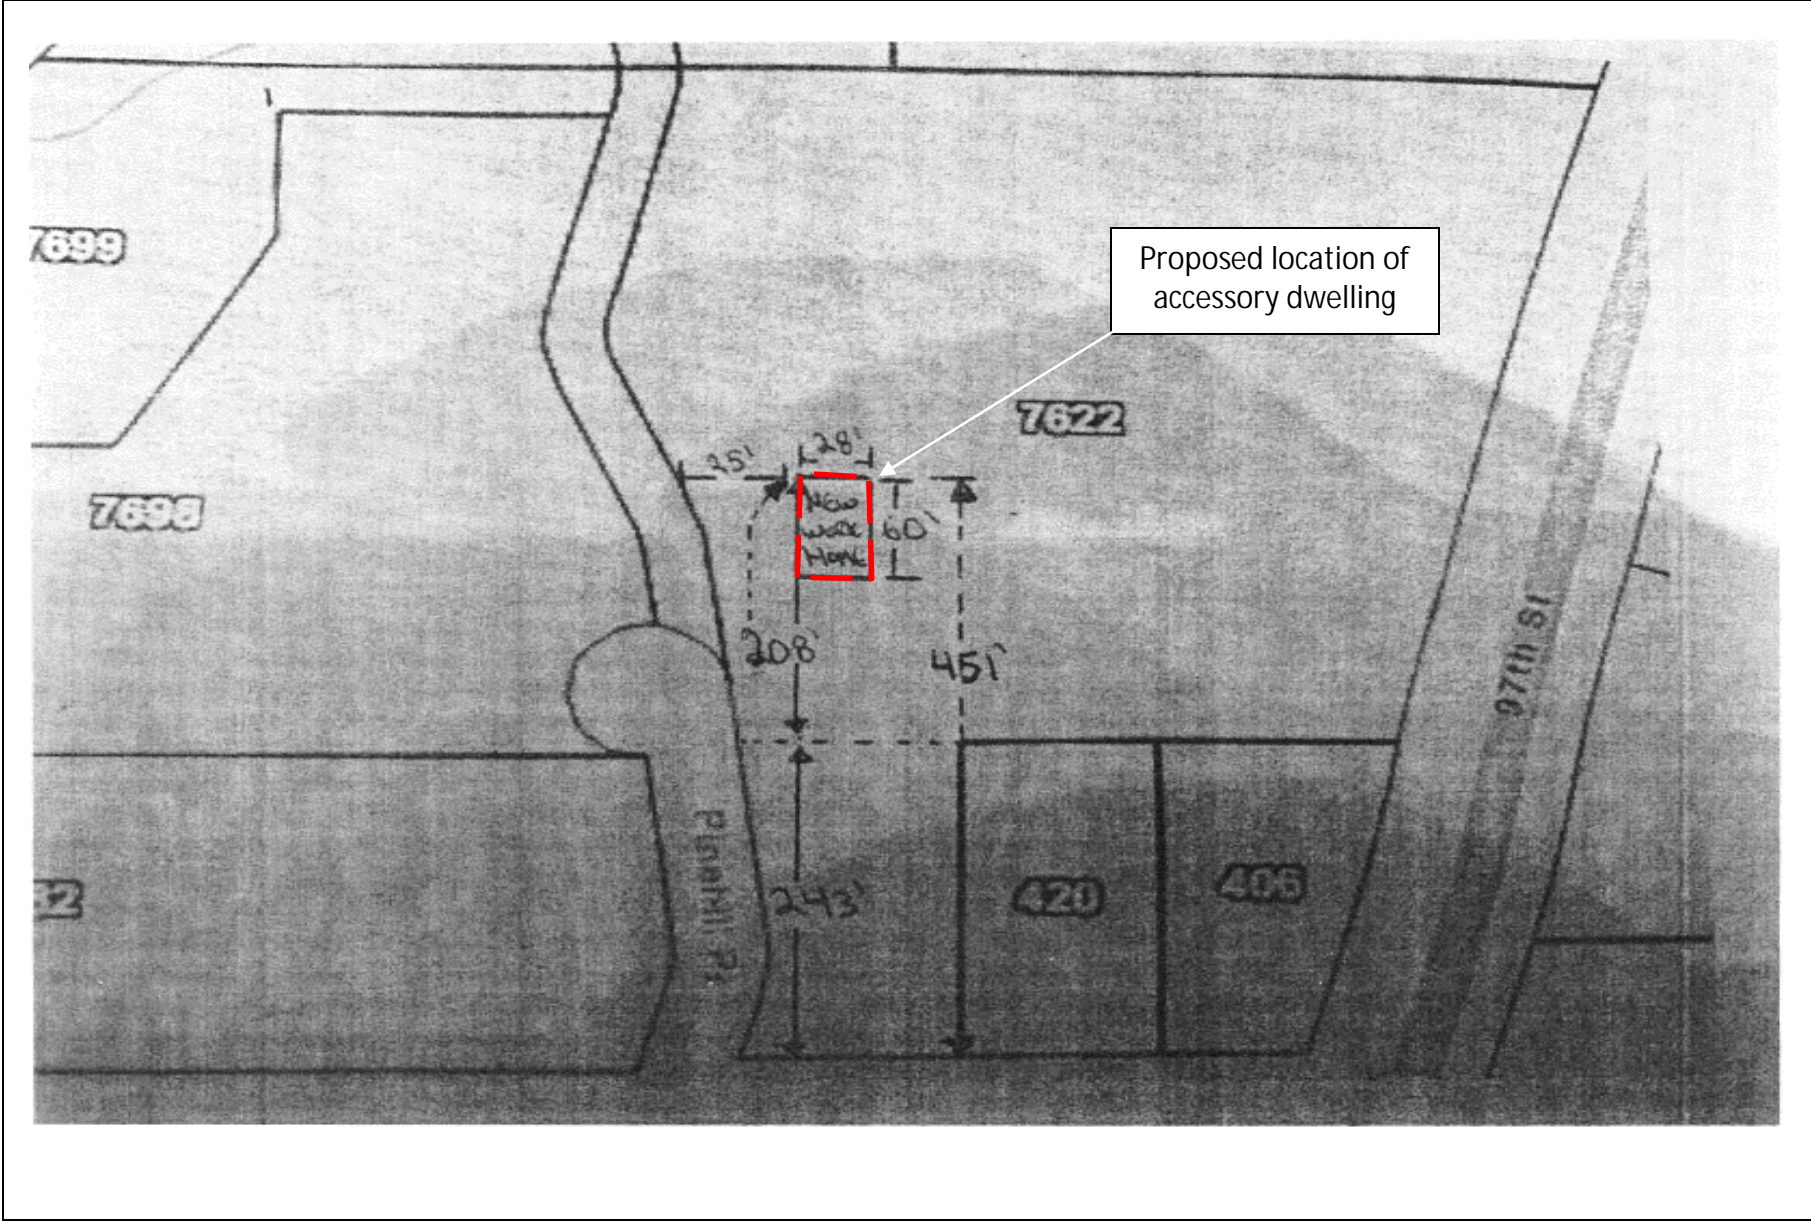 7699
Proposed location of
accessory dwelling
7622
28'
25'
7698
New
Work
Home
60'
208'
451'
97th St
Pinehill Pl
243'
420
406
32